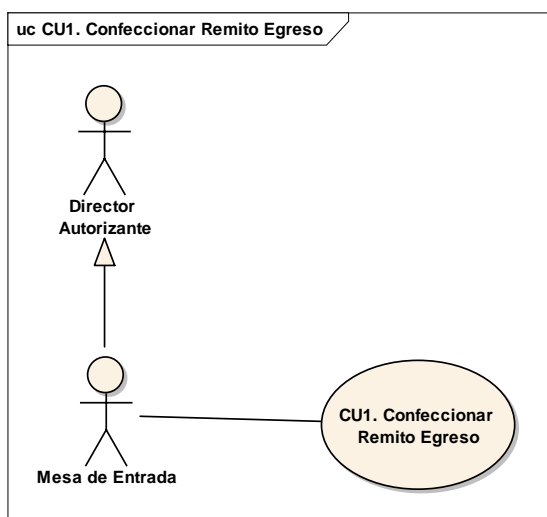 uc CU1. Confeccionar Remito Egreso
Director
Autorizante
Mesa de Entrada
CU1. Confeccionar
Remito Egreso